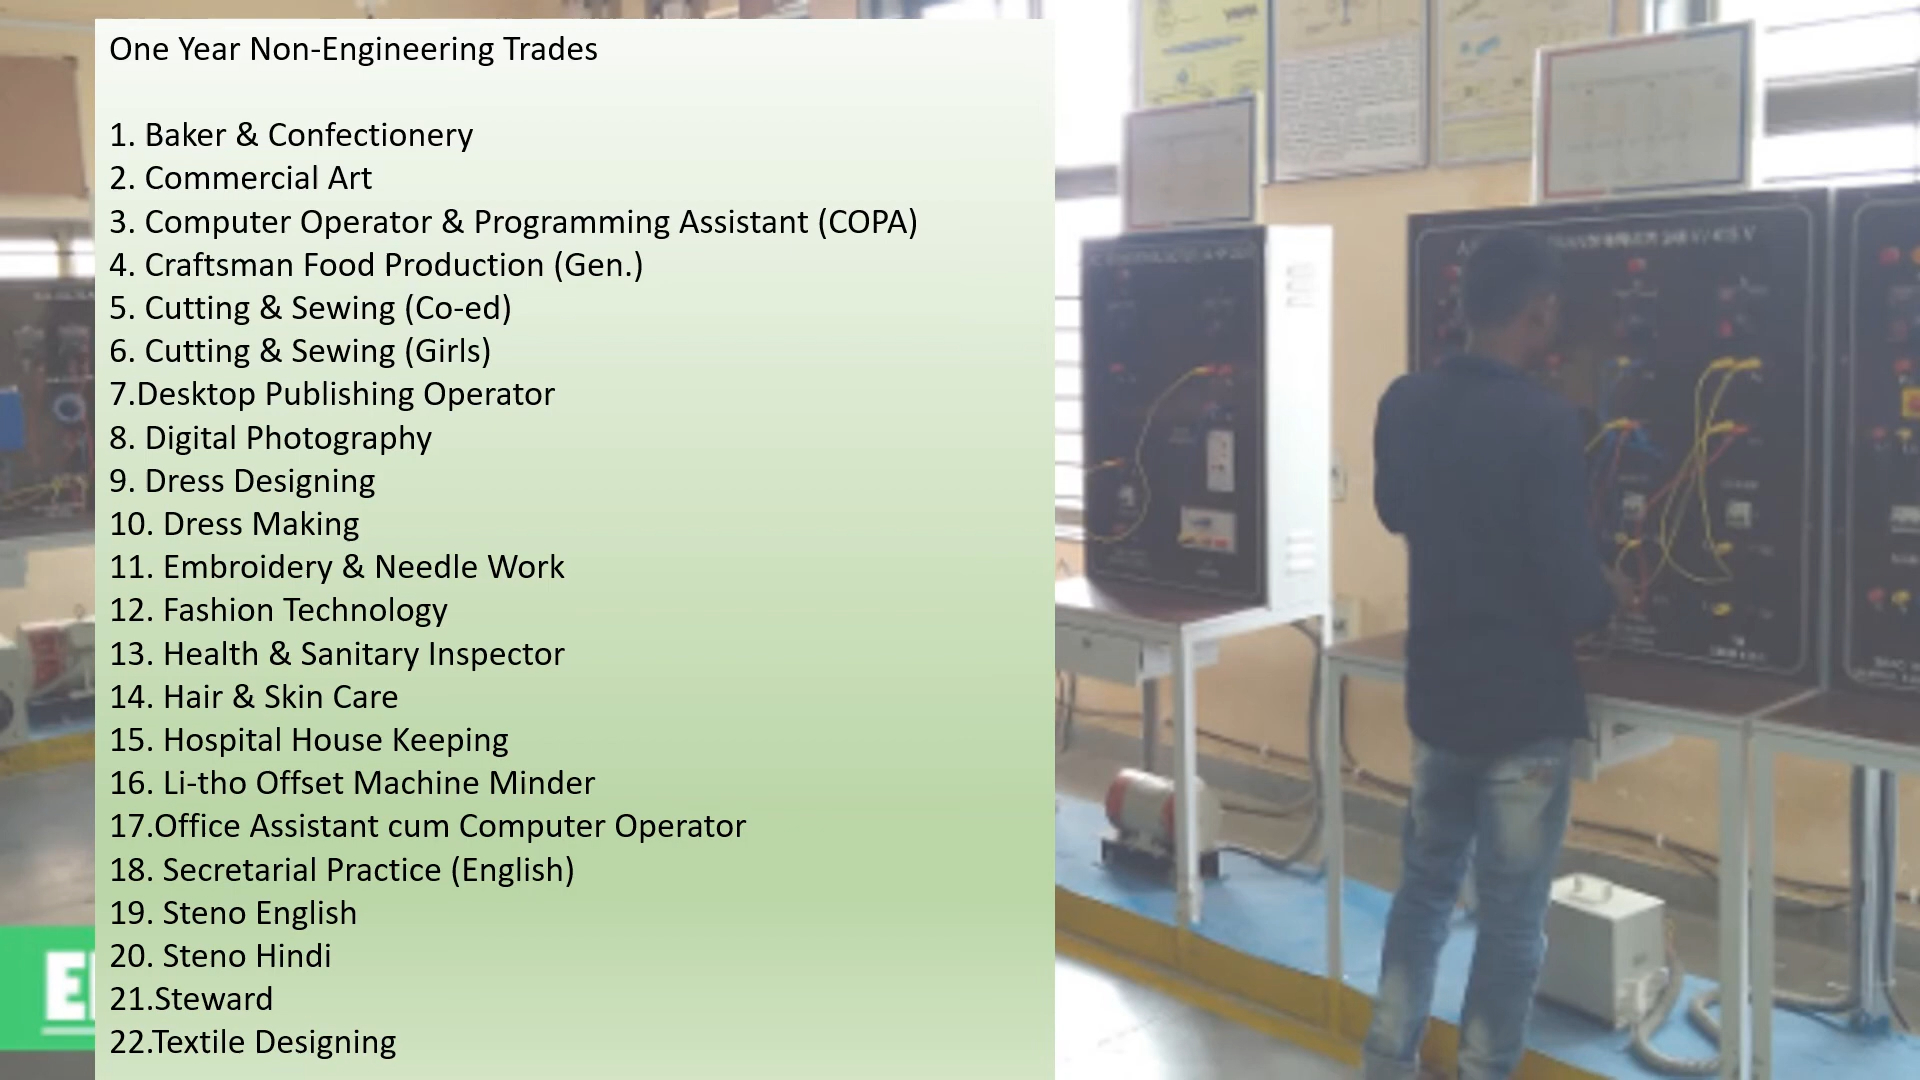 One Year Non-Engineering Trades
1. Baker & Confectionery
2. Commercial Art
3. Computer Operator & Programming Assistant (COPA)
4. Craftsman Food Production (Gen.)
5. Cutting & Sewing (Co-ed)
6. Cutting & Sewing (Girls)
7.Desktop Publishing Operator
8. Digital Photography
9. Dress Designing
10. Dress Making
11. Embroidery & Needle Work
12. Fashion Technology
13. Health & Sanitary Inspector
14. Hair & Skin Care
15. Hospital House Keeping
16. Li-tho Offset Machine Minder
17.Office Assistant cum Computer Operator
18. Secretarial Practice (English)
19. Steno English
20. Steno Hindi
21.Steward
22.Textile Designing